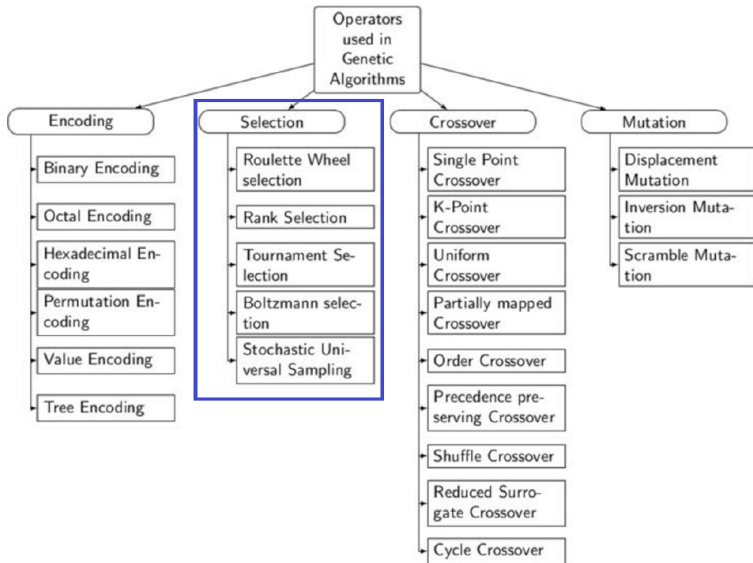 Operators
used in
Genetic
Algorithms
Encoding
Selection
Crossover
Mutation
Binary Encoding
Octal Encoding
Hexadecimal En-
coding
Permutation En-
coding
Value Encoding
Tree Encoding
Roulette Wheel
selection
Rank Selection
Tournament Se-
lection
Boltzmann selec-
tion
Stochastic Uni-
versal Sampling
Single Point
Crossover
K-Point
Crossover
Uniform
Crossover
Partially mapped
Crossover
Order Crossover
Precedence pre-
serving Crossover
Shuffle Crossover
Reduced Surro-
gate Crossover
Cycle Crossover
Displacement
Mutation
Inversion Muta-
tion
Scramble Muta-
tion